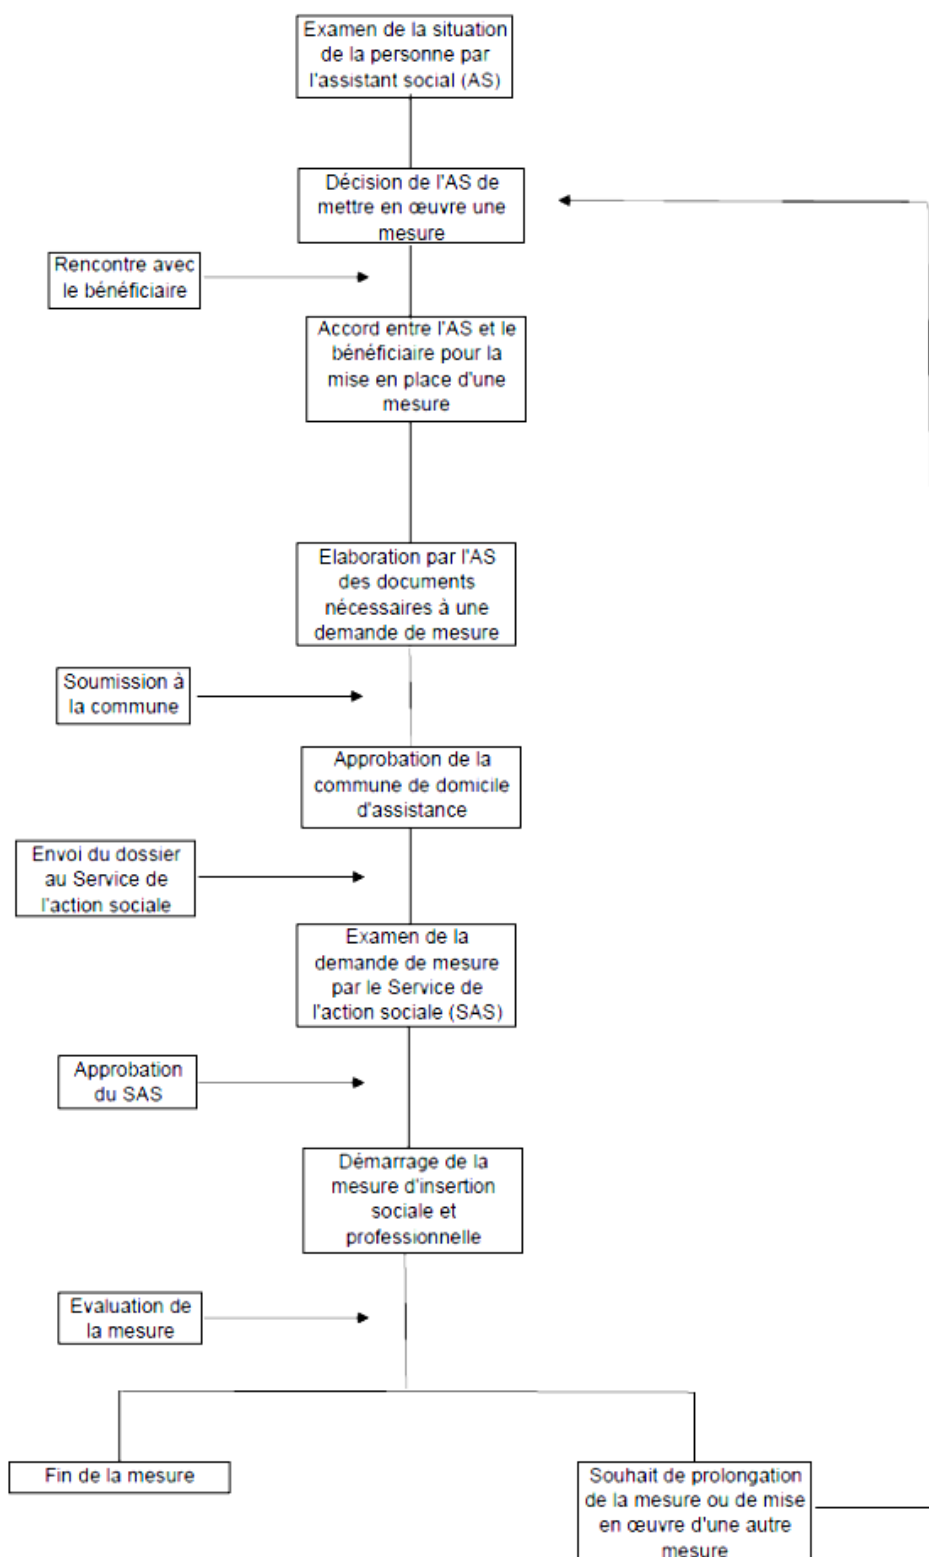 Examen de la situation
de la personne par
l'assistant social (AS)
Décision de l'AS de
mettre en œuvre une
mesure
Rencontre avec
le bénéficiaire
Accord entre l'AS et le
bénéficiaire pour la
mise en place d'une
mesure
Elaboration par l'AS
des documents
nécessaires à une
demande de mesure
Soumission à
la commune
Approbation de la
commune de domicile
d'assistance
Envoi du dossier
au Service de
l'action sociale
Examen de la
demande de mesure
par le Service de
l'action sociale (SAS)
Approbation
du SAS
Démarrage de la
mesure d'insertion
sociale et
professionnelle
Evaluation de
la mesure
Fin de la mesure
Souhait de prolongation
de la mesure ou de mise
en œuvre d'une autre
mesure